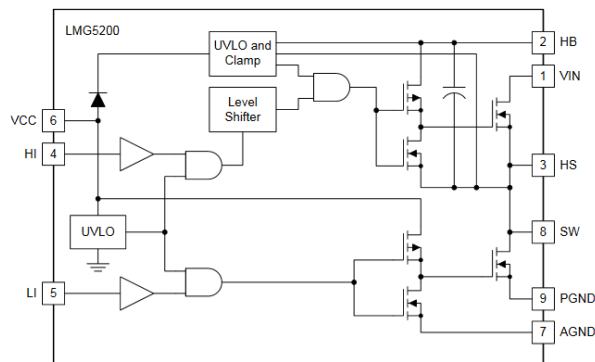 LMG5200
UVLO and
Clamp
2 HB
1 VIN
Level
Shifter
VCC 6
HI 4
3 HS
UVLO
8 SW
LI 5
9 PGND
7 AGND